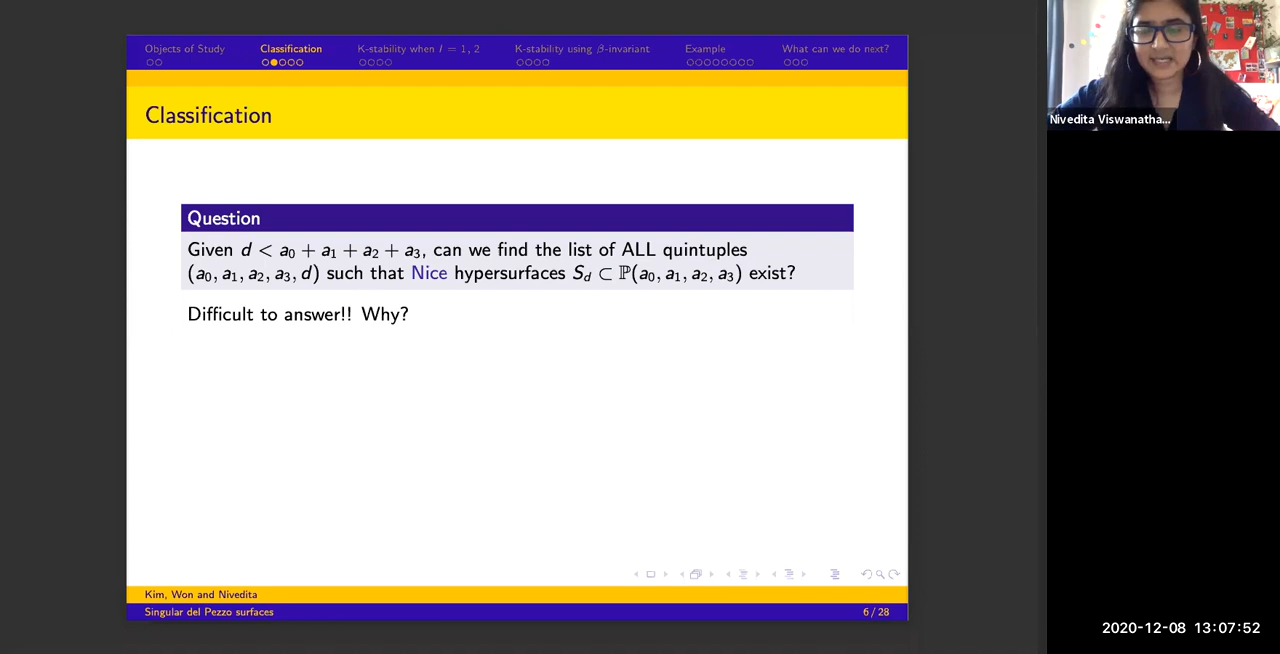 Objects of Study
Classification
K-stability when I = 1, 2
K-stability using β-invariant
Example
What can we do next?
Classification
Question
Given d < a₀ + a₁ + a₂ + a₃, can we find the list of ALL quintuples
(a₀, a₁, a₂, a₃, d) such that Nice hypersurfaces S_d ⊂ ℙ(a₀, a₁, a₂, a₃) exist?
Difficult to answer!! Why?
Kim, Won and Nivedita
Singular del Pezzo surfaces
6 / 28
Nivedita Viswanatha...
2020-12-08 13:07:52